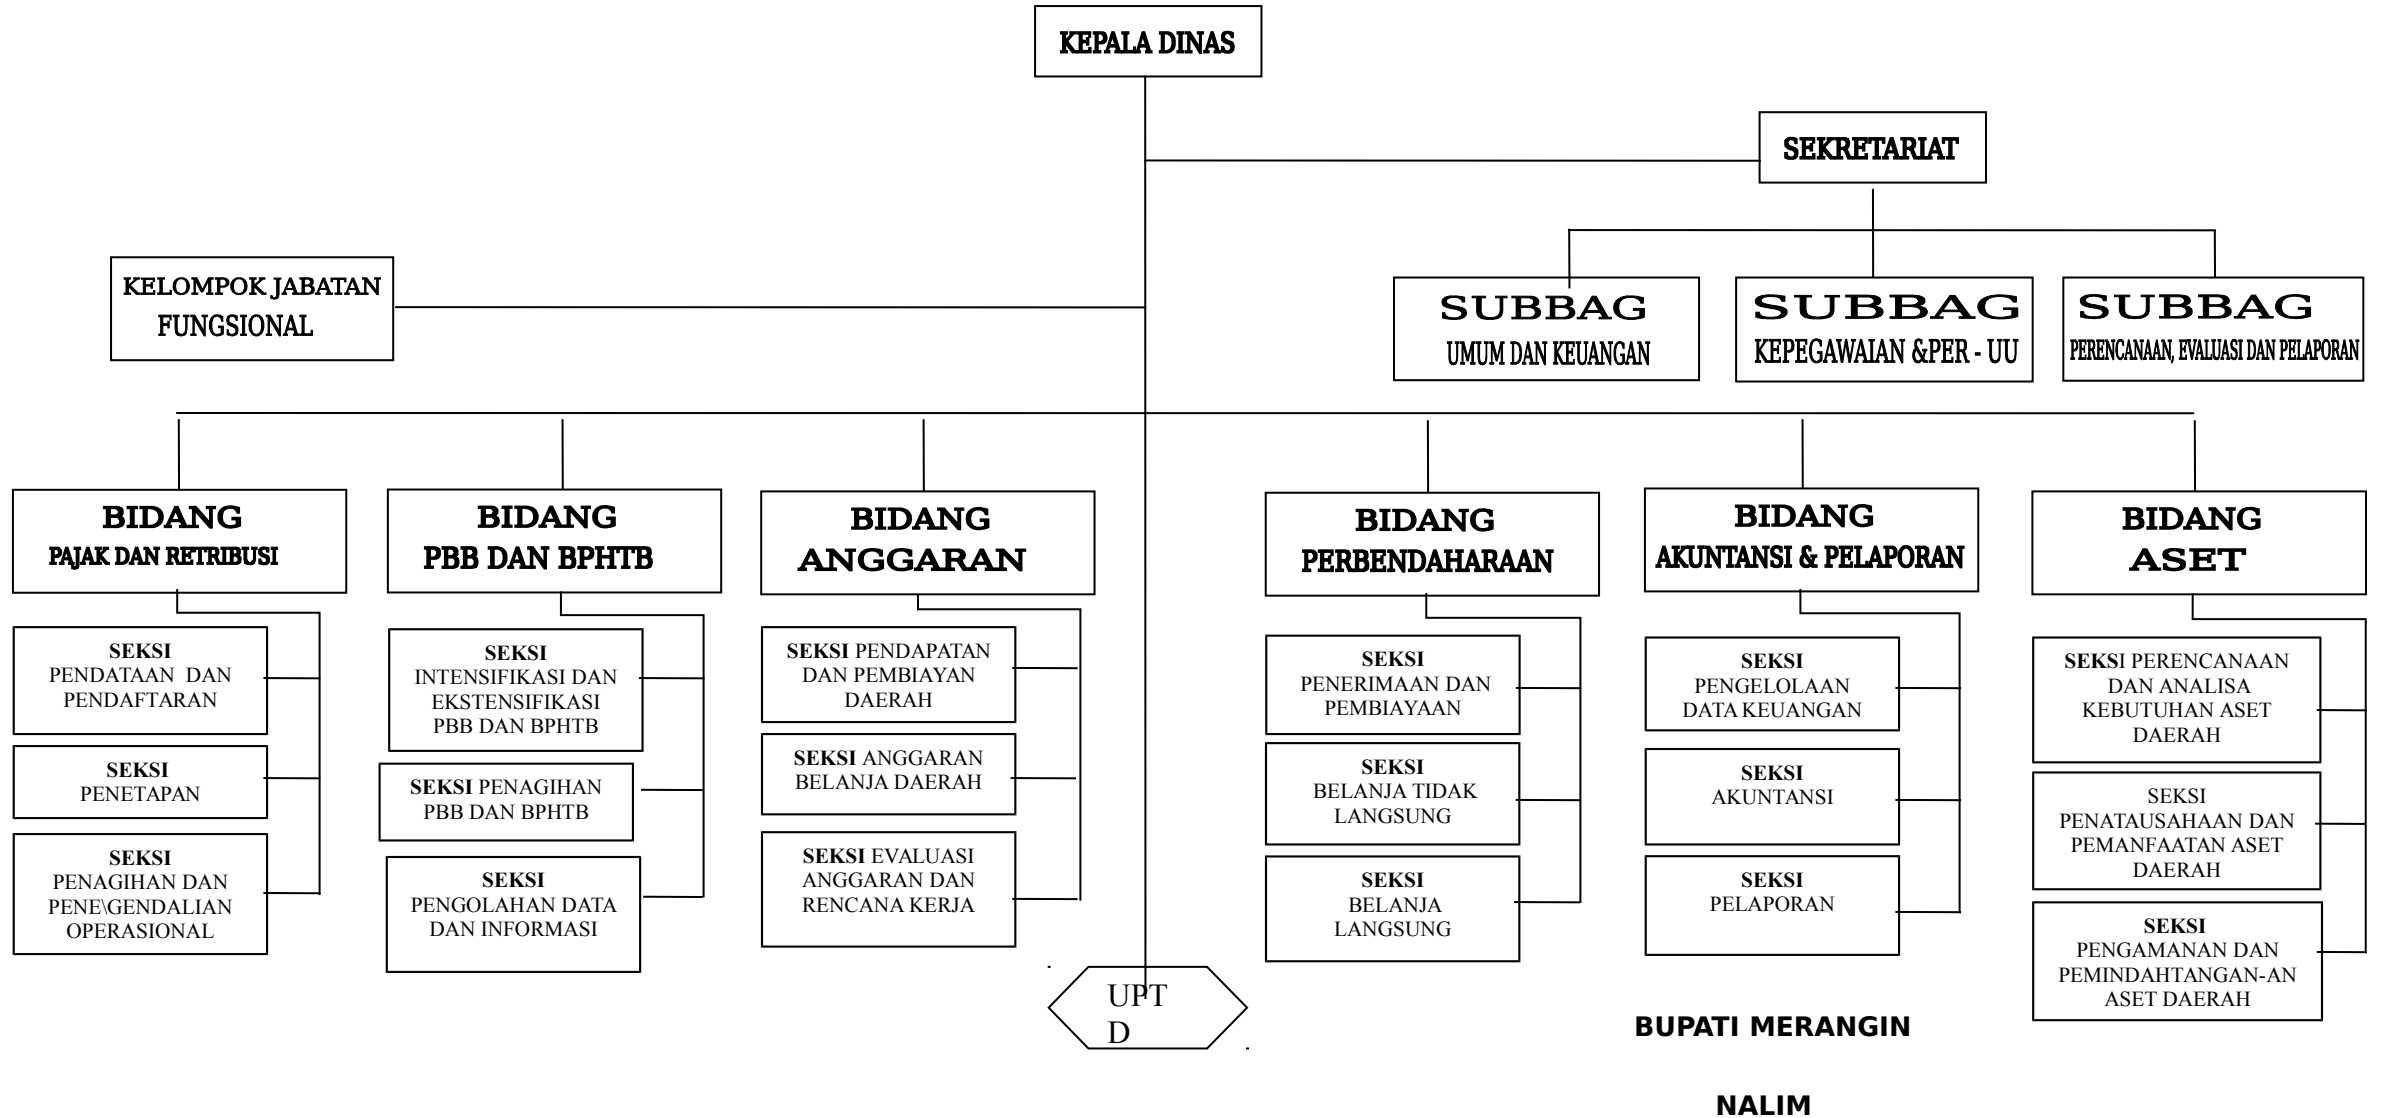 KEPALA DINAS
SEKRETARIAT
KELOMPOK JABATAN
FUNGSIONAL
SUBBAG
UMUM DAN KEUANGAN
SUBBAG
KEPEGAWAIAN &PER - UU
SUBBAG
PERENCANAAN, EVALUASI DAN PELAPORAN
BIDANG
PAJAK DAN RETRIBUSI
SEKSI
PENDATAAN DAN
PENDAFTARAN
SEKSI
PENETAPAN
SEKSI
PENAGIHAN DAN
PENE\GENDALIAN
OPERASIONAL
BIDANG
PBB DAN BPHTB
SEKSI
INTENSIFIKASI DAN
EKSTENSIFIKASI
PBB DAN BPHTB
SEKSI PENAGIHAN
PBB DAN BPHTB
SEKSI
PENGOLAHAN DATA
DAN INFORMASI
BIDANG
ANGGARAN
SEKSI PENDAPATAN
DAN PEMBIAYAN
DAERAH
SEKSI ANGGARAN
BELANJA DAERAH
SEKSI EVALUASI
ANGGARAN DAN
RENCANA KERJA
BIDANG
PERBENDAHARAAN
SEKSI
PENERIMAAN DAN
PEMBIAYAAN
SEKSI
BELANJA TIDAK
LANGSUNG
SEKSI
BELANJA
LANGSUNG
BIDANG
AKUNTANSI & PELAPORAN
SEKSI
PENGELOLAAN
DATA KEUANGAN
SEKSI
AKUNTANSI
SEKSI
PELAPORAN
BIDANG
ASET
SEKSI PERENCANAAN
DAN ANALISA
KEBUTUHAN ASET
DAERAH
SEKSI
PENATAUSAHAAN DAN
PEMANFAATAN ASET
DAERAH
SEKSI
PENGAMANAN DAN
PEMINDAHTANGAN-AN
ASET DAERAH
UPT
D
BUPATI MERANGIN
NALIM